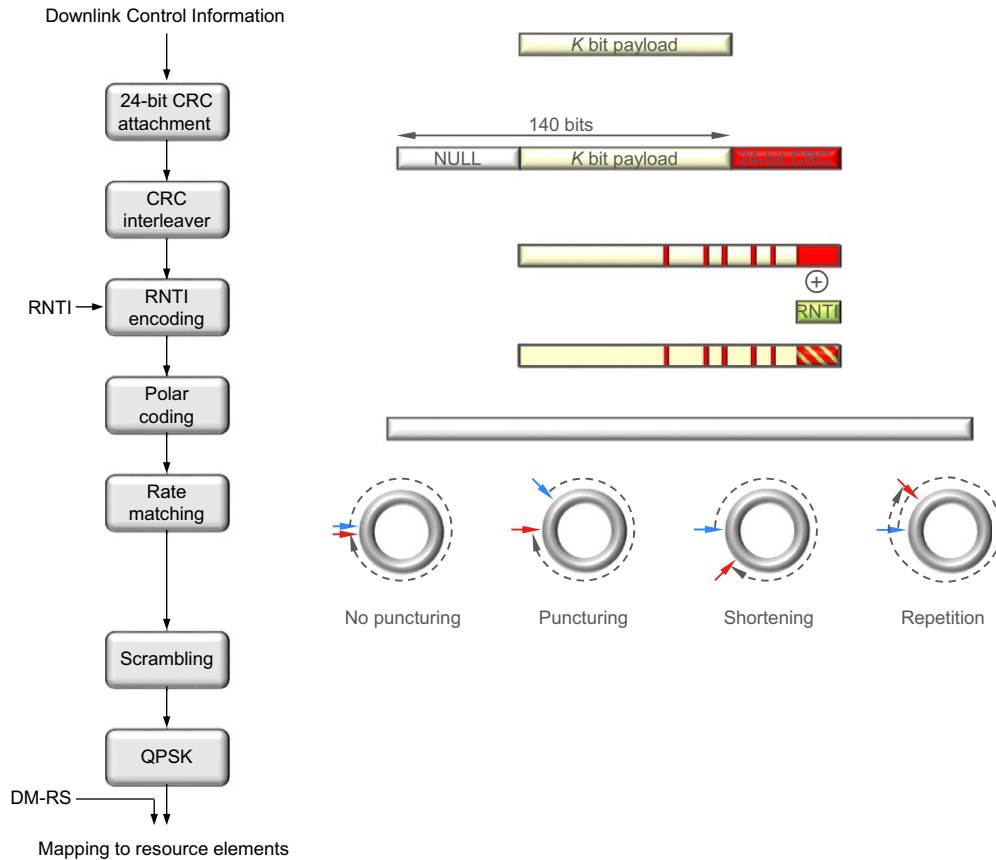 Downlink Control Information
K bit payload
24-bit CRC
attachment
140 bits
NULL
K bit payload
24-bit CRC
CRC
interleaver
RNTI
RNTI
encoding
RNTI
Polar
coding
Rate
matching
No puncturing
Puncturing
Shortening
Repetition
Scrambling
QPSK
DM-RS
Mapping to resource elements